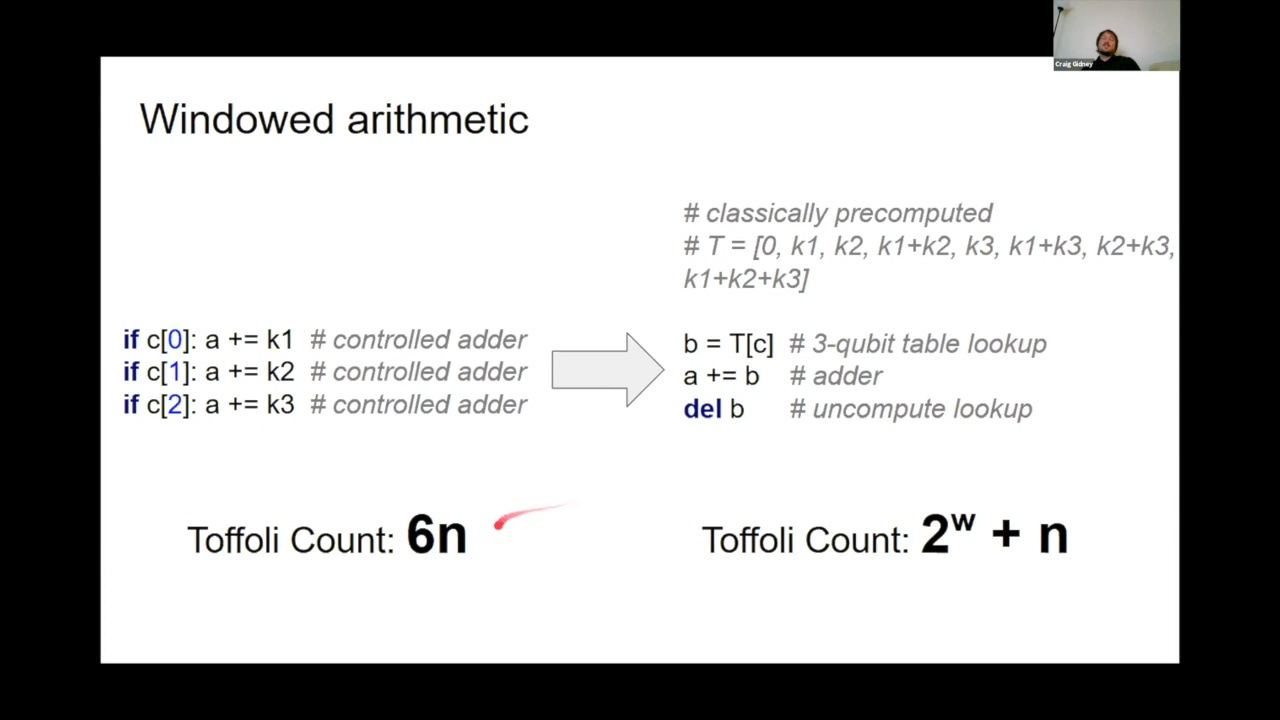 Craig Gidney
Windowed arithmetic
# classically precomputed
# T = [0, k1, k2, k1+k2, k3, k1+k3, k2+k3,
k1+k2+k3]
if c[0]: a += k1 # controlled adder
if c[1]: a += k2 # controlled adder
if c[2]: a += k3 # controlled adder
b = T[c] # 3-qubit table lookup
a += b # adder
del b # uncompute lookup
Toffoli Count: 6n
Toffoli Count: 2ʷ + n